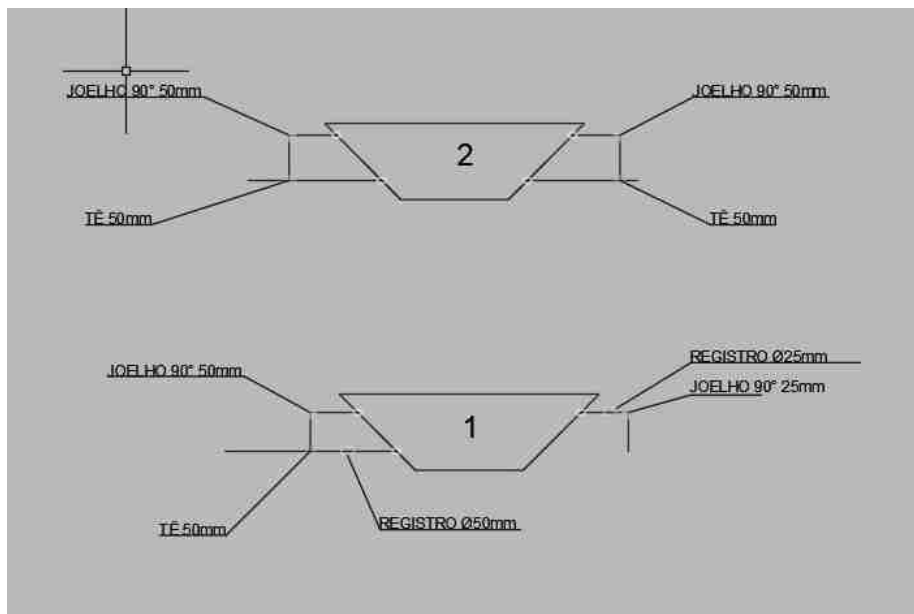 JOELHO 90° 50mm
JOELHO 90° 50mm
2
TÊ 50mm
TÊ 50mm
REGISTRO Ø25mm
JOELHO 90° 50mm
JOELHO 90° 25mm
1
TÊ 50mm
REGISTRO Ø50mm